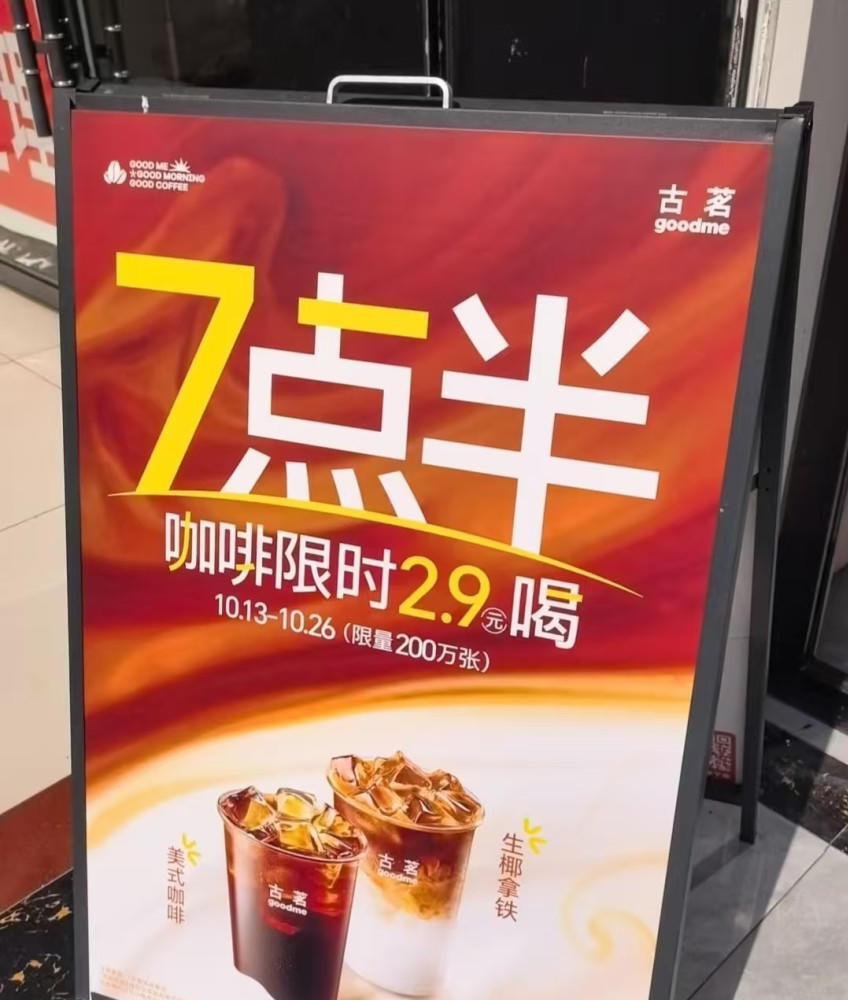 GOOD ME
GOOD MORNING
GOOD COFFEE
古茗
goodme
7点半
咖啡限时2.9元喝
10.13-10.26（限量200万张）
美式咖啡
生椰拿铁
古茗
goodme
古茗
goodme